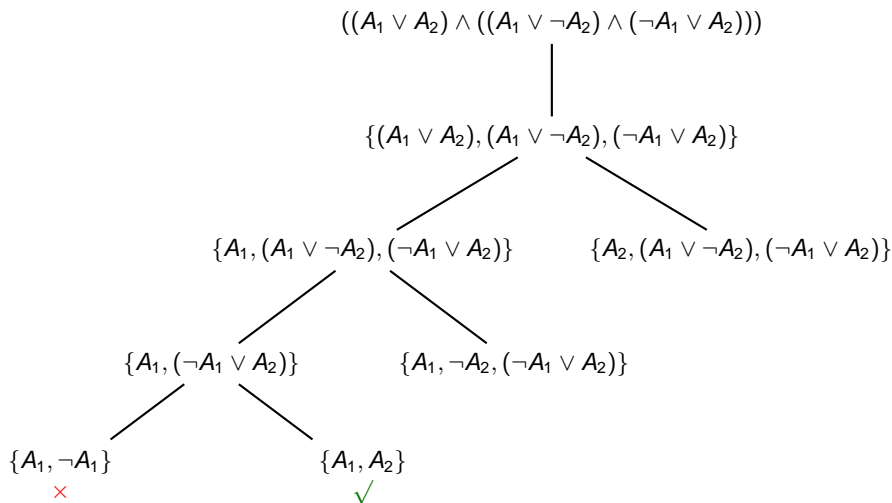 ((A₁ ∨ A₂) ∧ ((A₁ ∨ ¬A₂) ∧ (¬A₁ ∨ A₂)))
{(A₁ ∨ A₂), (A₁ ∨ ¬A₂), (¬A₁ ∨ A₂)}
{A₁, (A₁ ∨ ¬A₂), (¬A₁ ∨ A₂)}
{A₂, (A₁ ∨ ¬A₂), (¬A₁ ∨ A₂)}
{A₁, (¬A₁ ∨ A₂)}
{A₁, ¬A₂, (¬A₁ ∨ A₂)}
{A₁, ¬A₁}
{A₁, A₂}
×
√